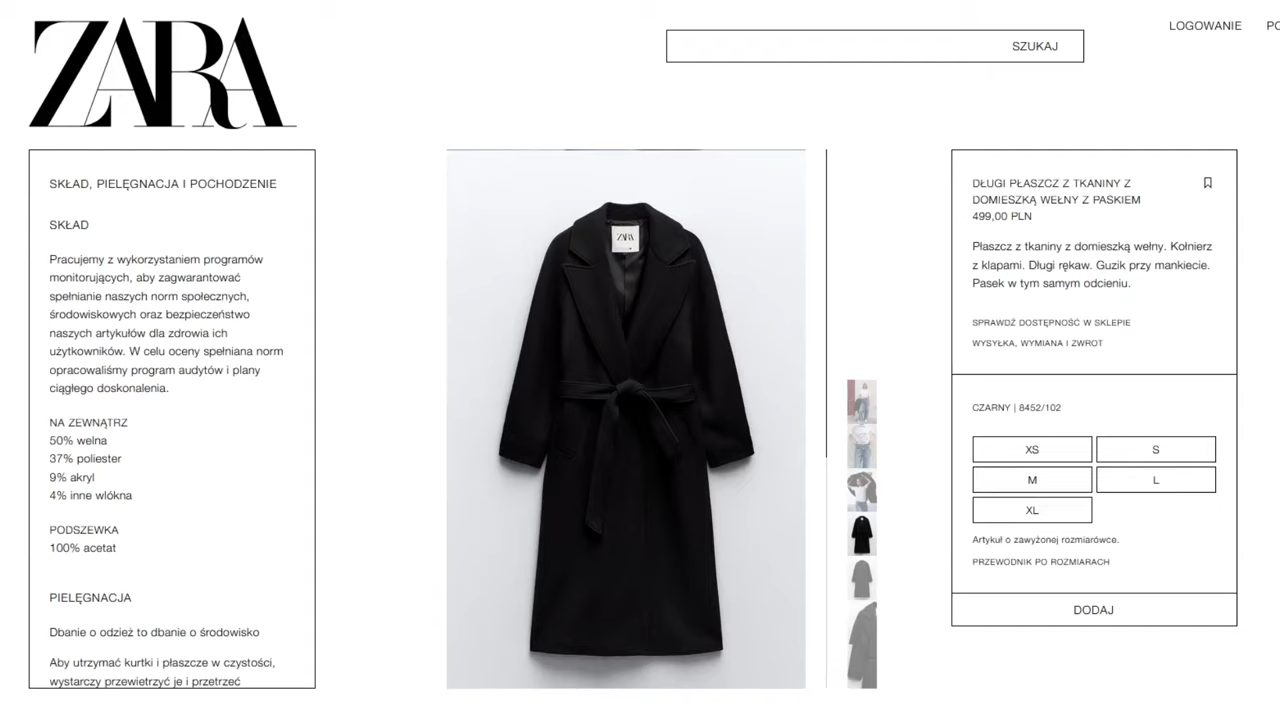 ZARA
SZUKAJ
LOGOWANIE
SKŁAD, PIELĘGNACJA I POCHODZENIE
SKŁAD
Pracujemy z wykorzystaniem programów
monitorujących, aby zagwarantować
spełnianie naszych norm społecznych,
środowiskowych oraz bezpieczeństwo
naszych artykułów dla zdrowia ich
użytkowników. W celu oceny spełniana norm
opracowaliśmy program audytów i plany
ciągłego doskonalenia.
NA ZEWNĄTRZ
50% wełna
37% poliester
9% akryl
4% inne włókna
PODSZEWKA
100% acetat
PIELĘGNACJA
Dbanie o odzież to dbanie o środowisko
Aby utrzymać kurtki i płaszcze w czystości,
wystarczy przewietrzyć je i przetrzeć
ZARA
DŁUGI PŁASZCZ Z TKANINY Z
DOMIESZKĄ WEŁNY Z PASKIEM
499,00 PLN
Płaszcz z tkaniny z domieszką wełny. Kołnierz
z klapami. Długi rękaw. Guzik przy mankiecie.
Pasek w tym samym odcieniu.
SPRAWDŹ DOSTĘPNOŚĆ W SKLEPIE
WYSYŁKA, WYMIANA I ZWROT
CZARNY | 8452/102
XS
S
M
L
XL
Artykuł o zawyżonej rozmiarówce.
PRZEWODNIK PO ROZMIARACH
DODAJ